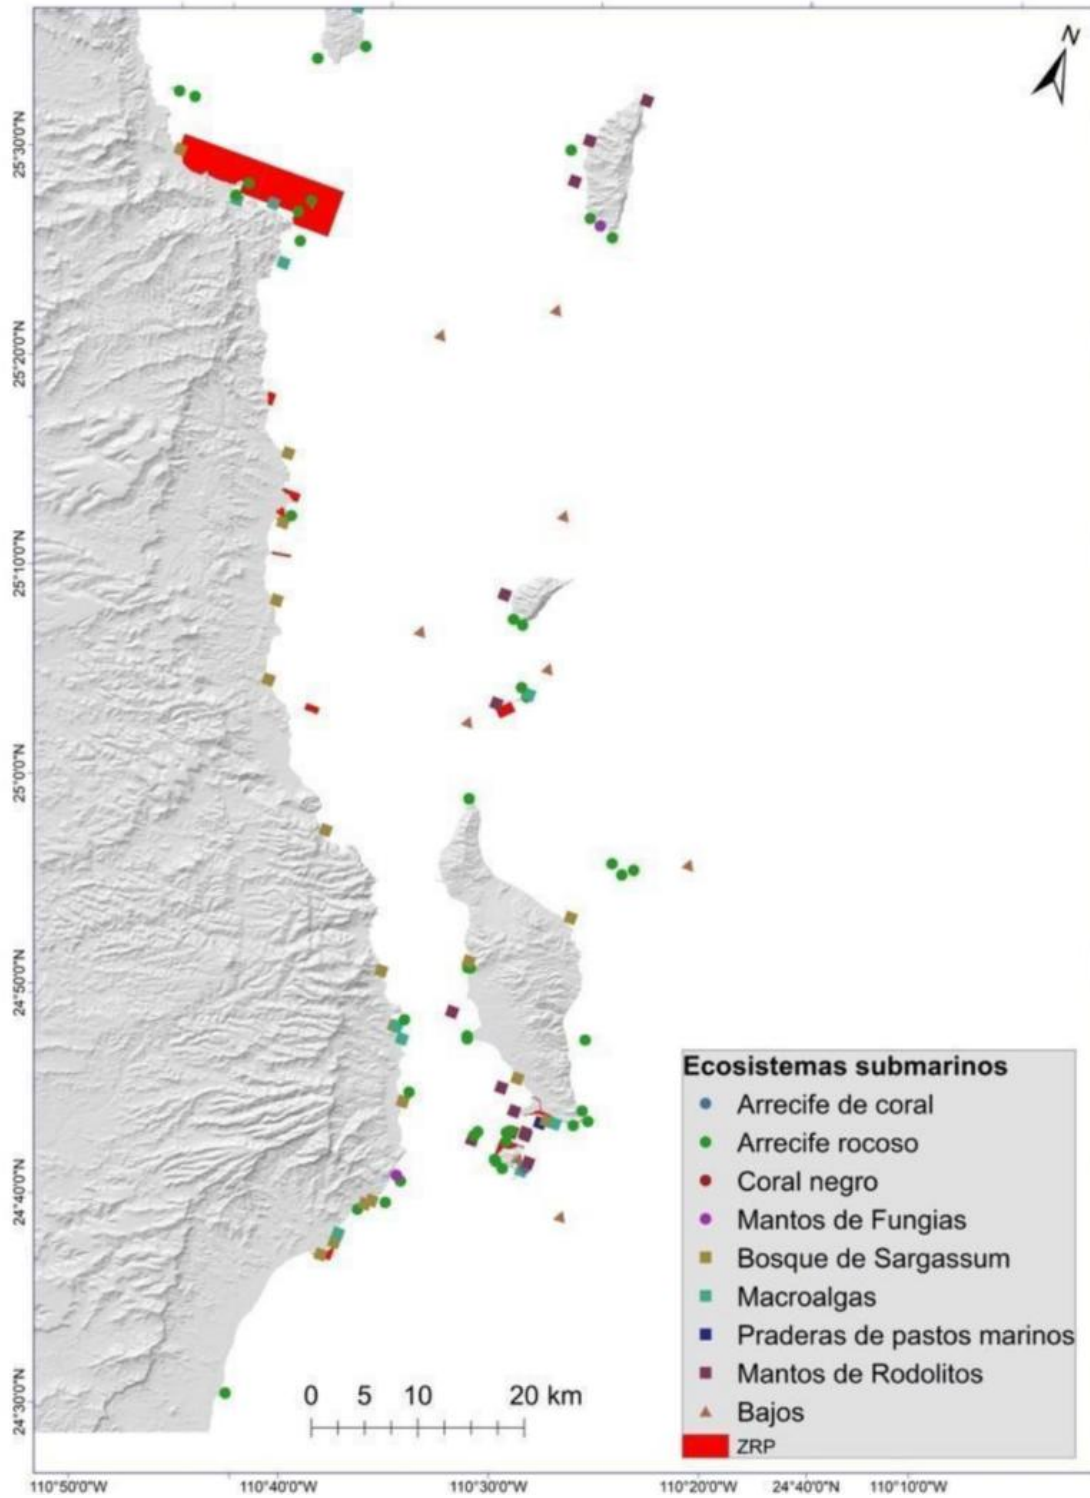 N
25°30'0"N
25°20'0"N
25°10'0"N
25°0'0"N
24°50'0"N
24°40'0"N
24°30'0"N
Ecosistemas submarinos
Arrecife de coral
Arrecife rocoso
Coral negro
Mantos de Fungias
Bosque de Sargassum
Macroalgas
Praderas de pastos marinos
Mantos de Rodolitos
Bajos
ZRP
0 5 10 20 km
110°50'0"W 110°40'0"W 110°30'0"W 110°20'0"W 24°40'0"N 110°10'0"W